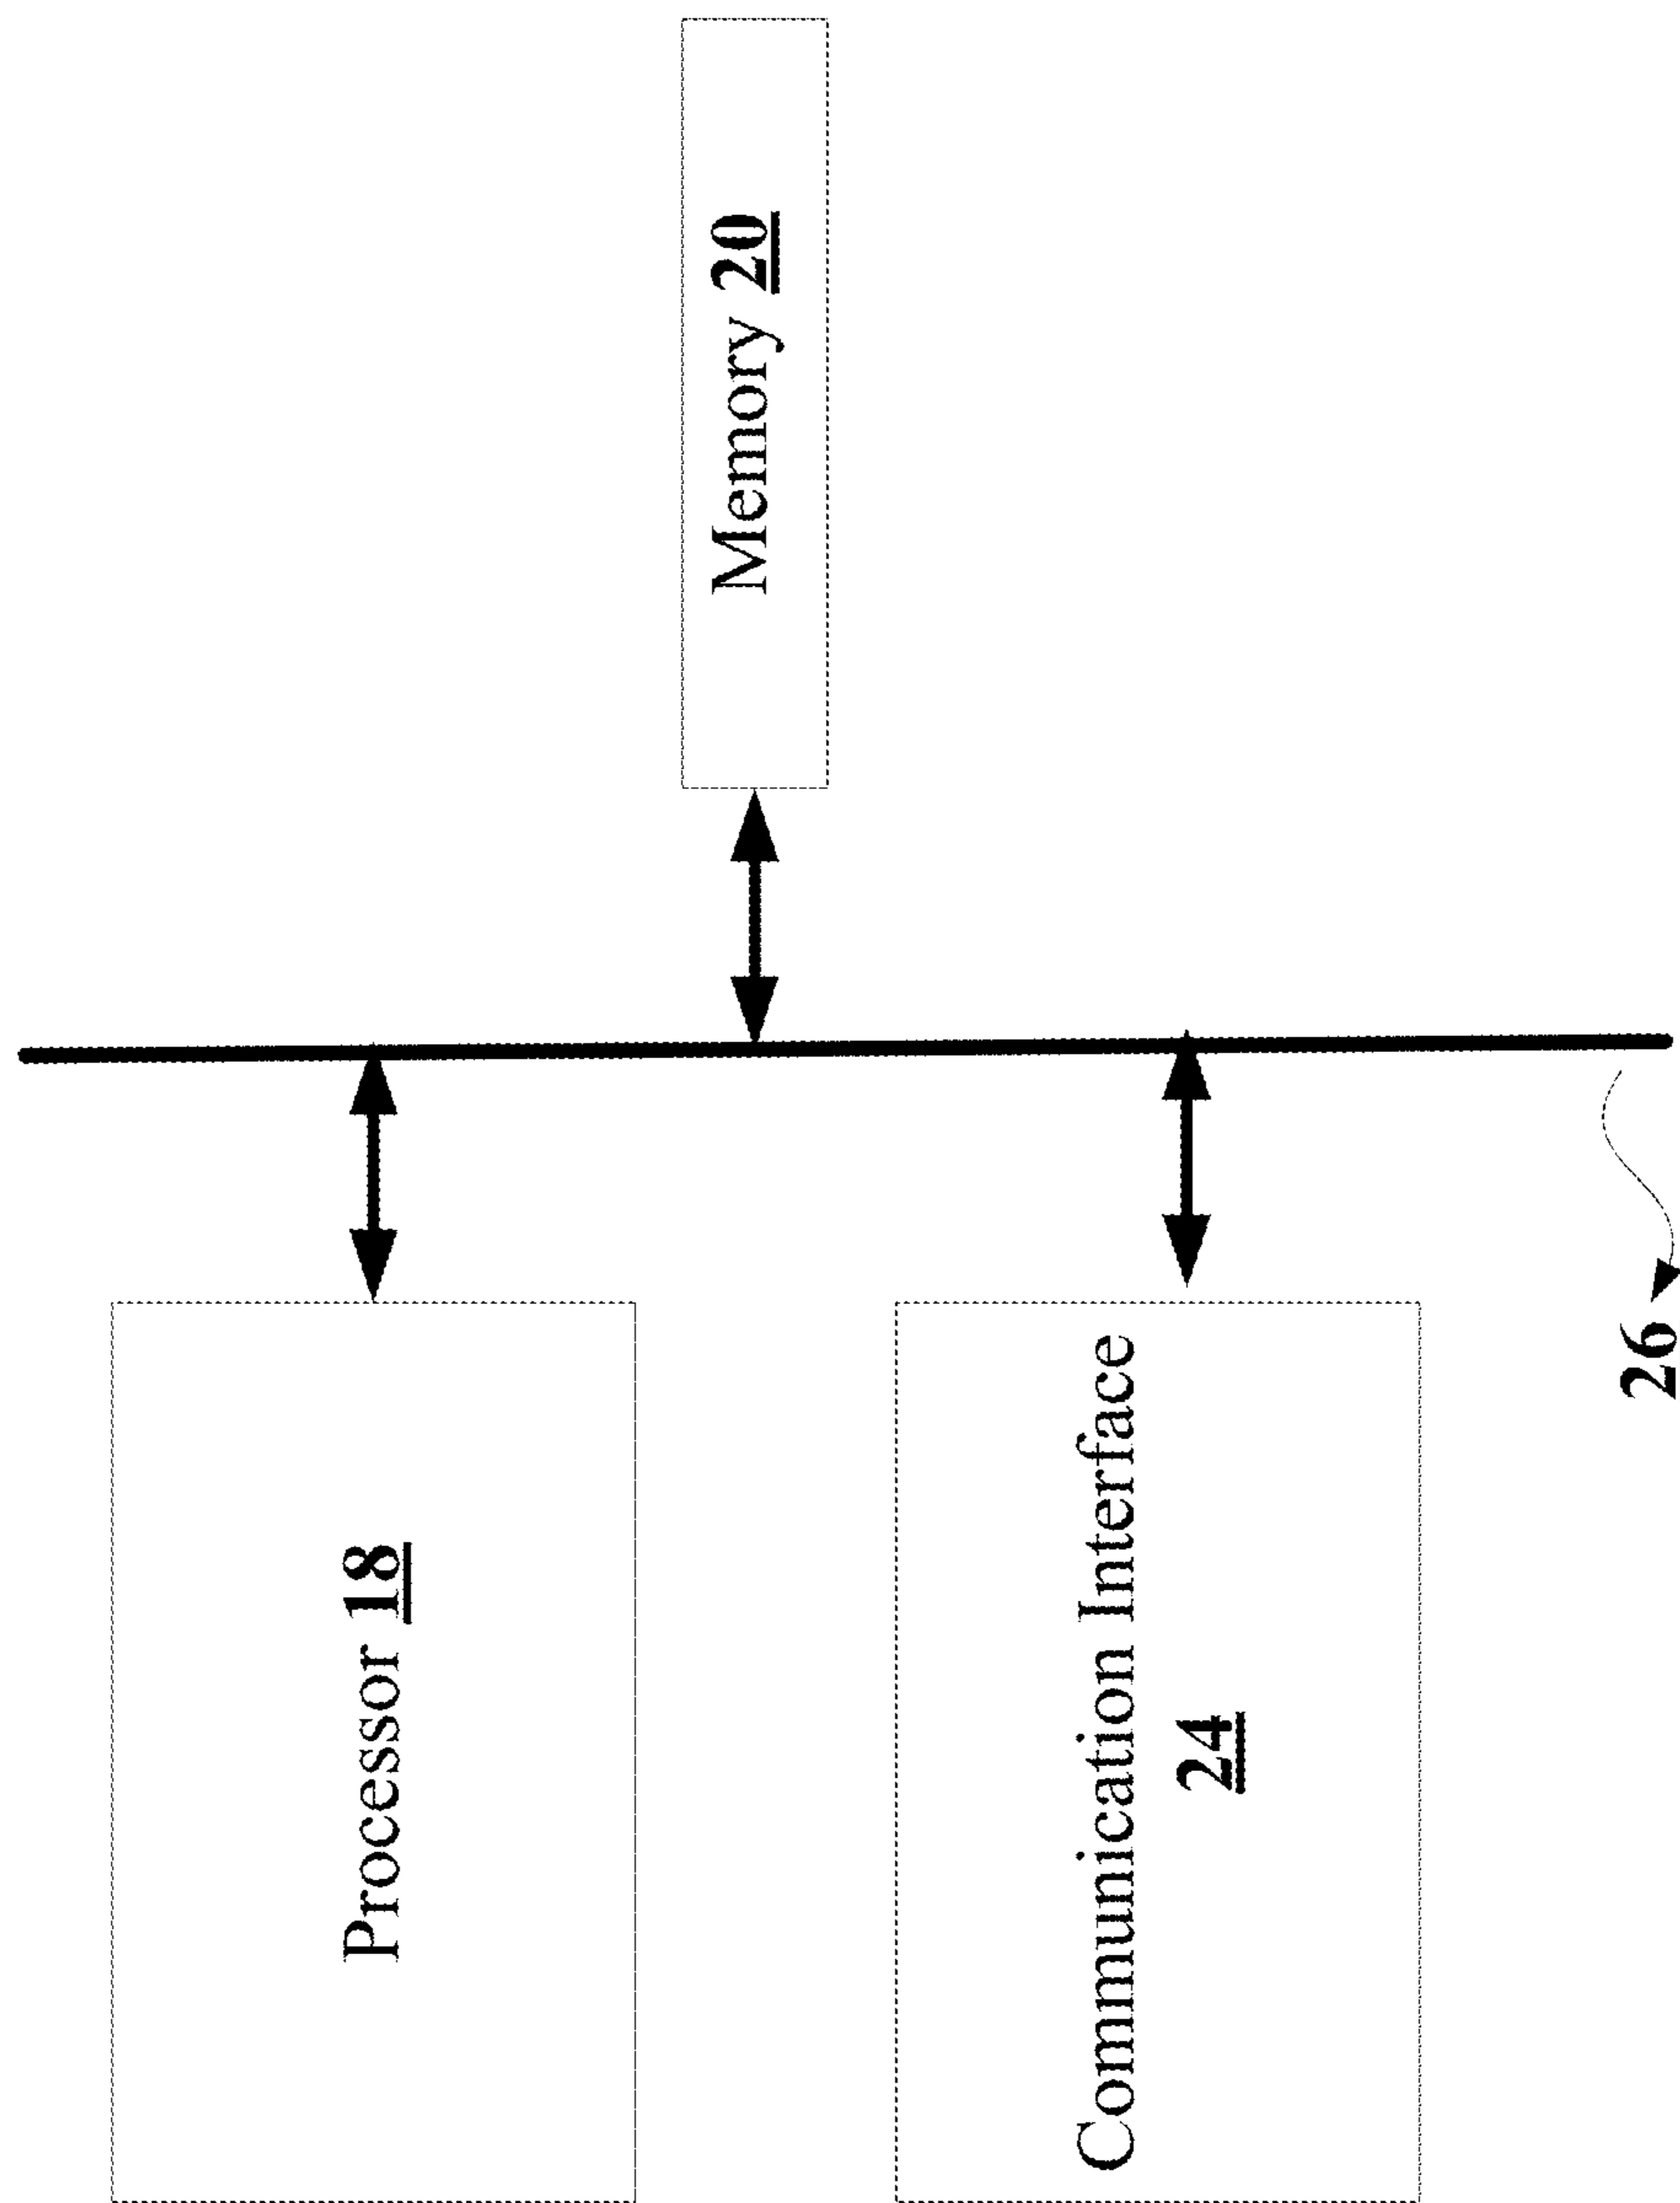 Processor 18
Memory 20
Communication Interface
24
26